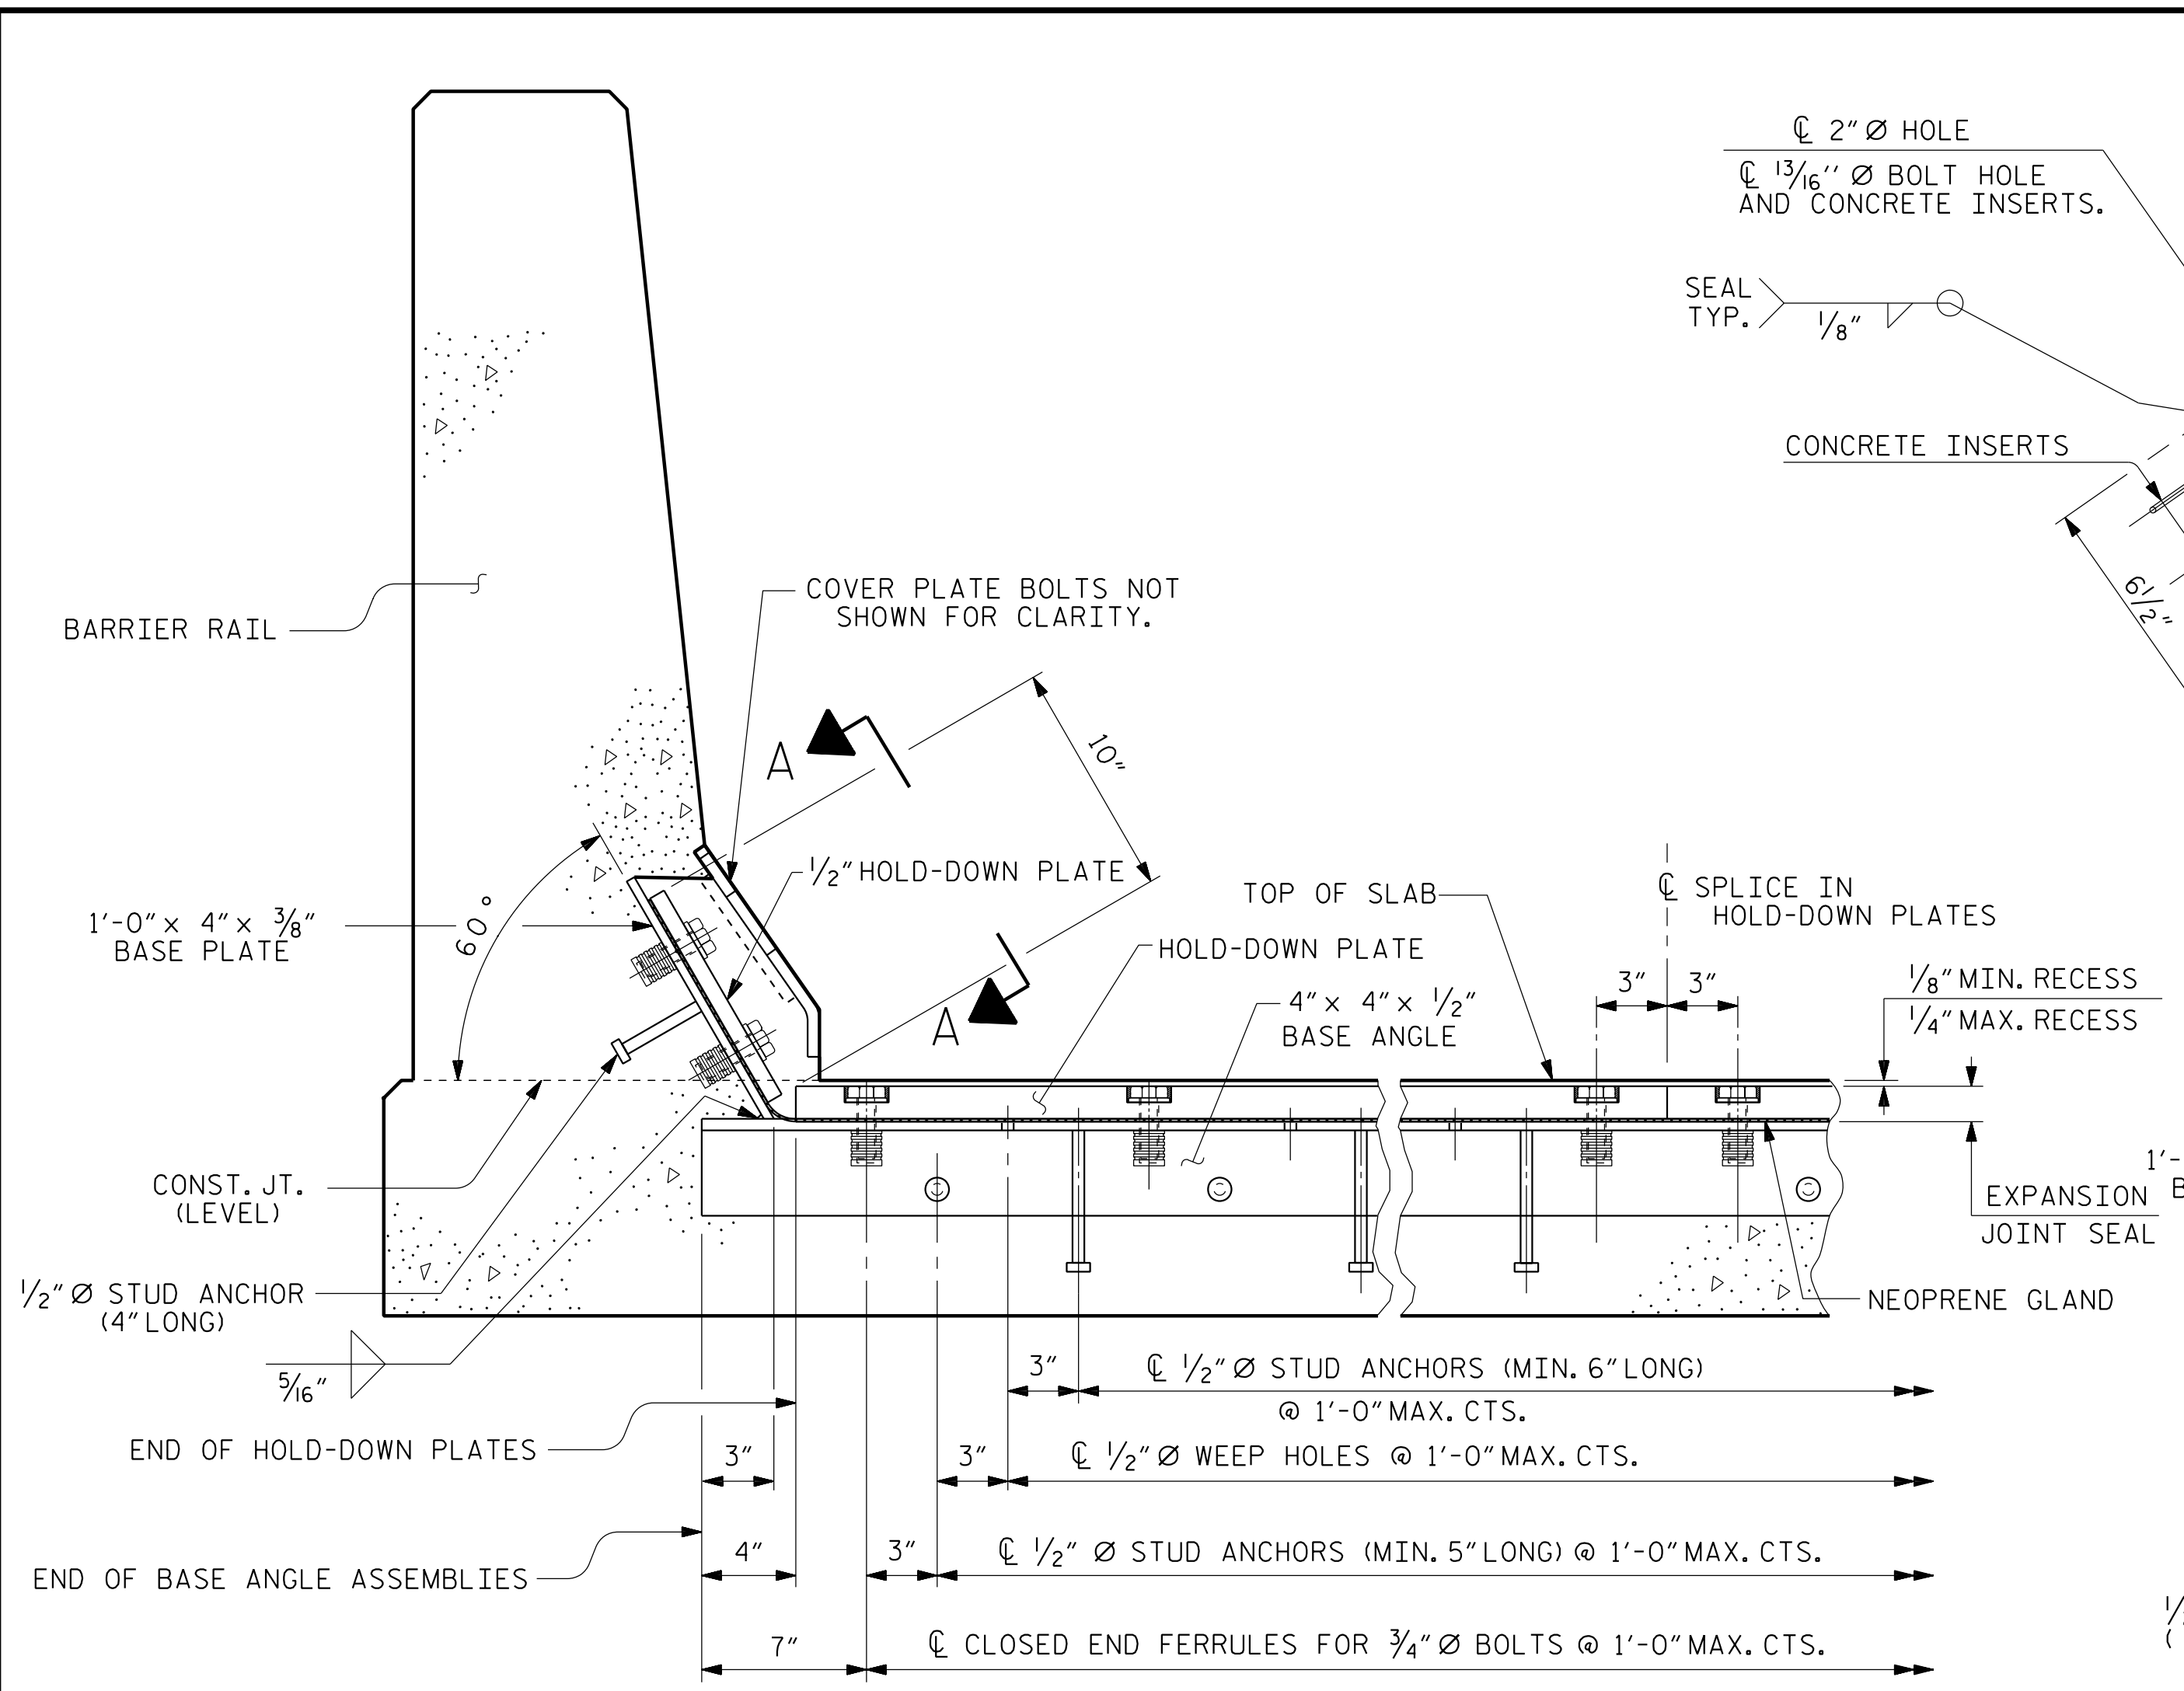 ℄ 2" Ø HOLE
℄ 13/16'' Ø BOLT HOLE
AND CONCRETE INSERTS.
SEAL
TYP.
1/8"
CONCRETE INSERTS
6 1/2"
COVER PLATE BOLTS NOT
SHOWN FOR CLARITY.
BARRIER RAIL
A
10"
1/2" HOLD-DOWN PLATE
TOP OF SLAB
℄ SPLICE IN
HOLD-DOWN PLATES
1'-0" x 4" x 3/8"
BASE PLATE
60°
HOLD-DOWN PLATE
3"
3"
1/8" MIN. RECESS
1/4" MAX. RECESS
4" x 4" x 1/2"
BASE ANGLE
A
CONST. JT.
(LEVEL)
1'-
EXPANSION
JOINT SEAL
1/2" Ø STUD ANCHOR
(4" LONG)
NEOPRENE GLAND
5/16"
3"
℄ 1/2" Ø STUD ANCHORS (MIN. 6" LONG)
@ 1'-0" MAX. CTS.
END OF HOLD-DOWN PLATES
3"
3"
℄ 1/2" Ø WEEP HOLES @ 1'-0" MAX. CTS.
END OF BASE ANGLE ASSEMBLIES
4"
3"
℄ 1/2" Ø STUD ANCHORS (MIN. 5" LONG) @ 1'-0" MAX. CTS.
7"
℄ CLOSED END FERRULES FOR 3/4" Ø BOLTS @ 1'-0" MAX. CTS.